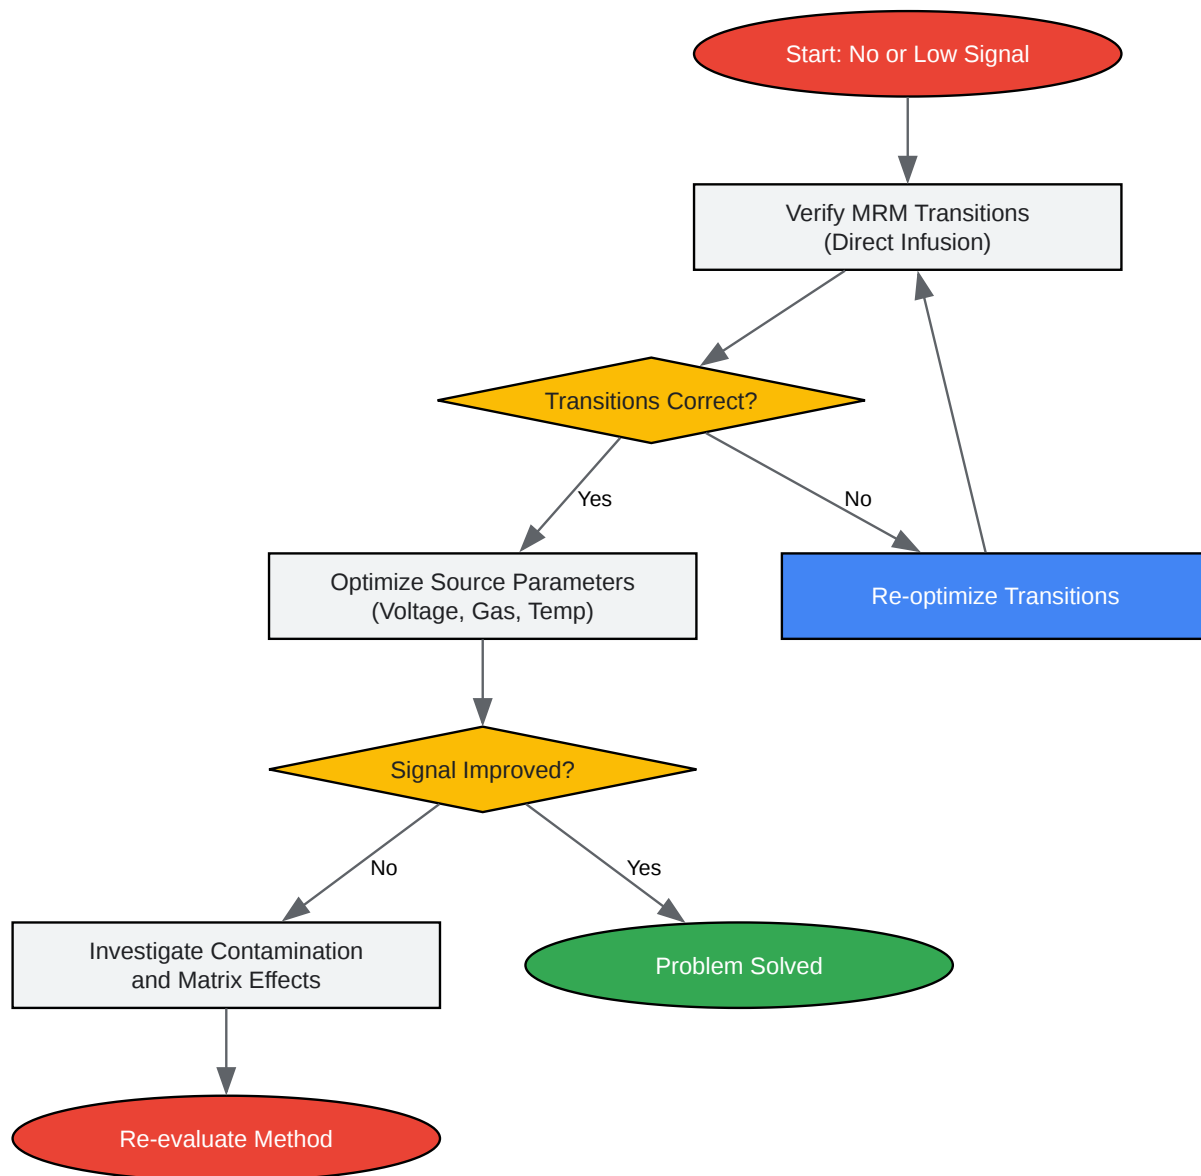 Start: No or Low Signal
Verify MRM Transitions
(Direct Infusion)
Transitions Correct?
Yes
No
Optimize Source Parameters
(Voltage, Gas, Temp)
Re-optimize Transitions
Signal Improved?
No
Yes
Investigate Contamination
and Matrix Effects
Problem Solved
Re-evaluate Method